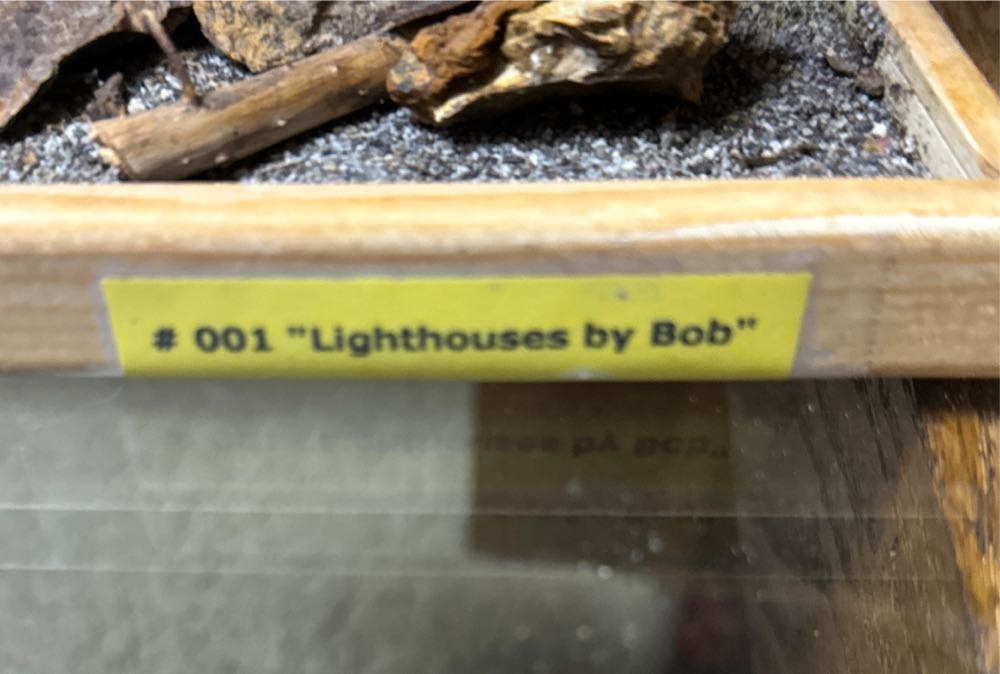 # 001 "Lighthouses by Bob"